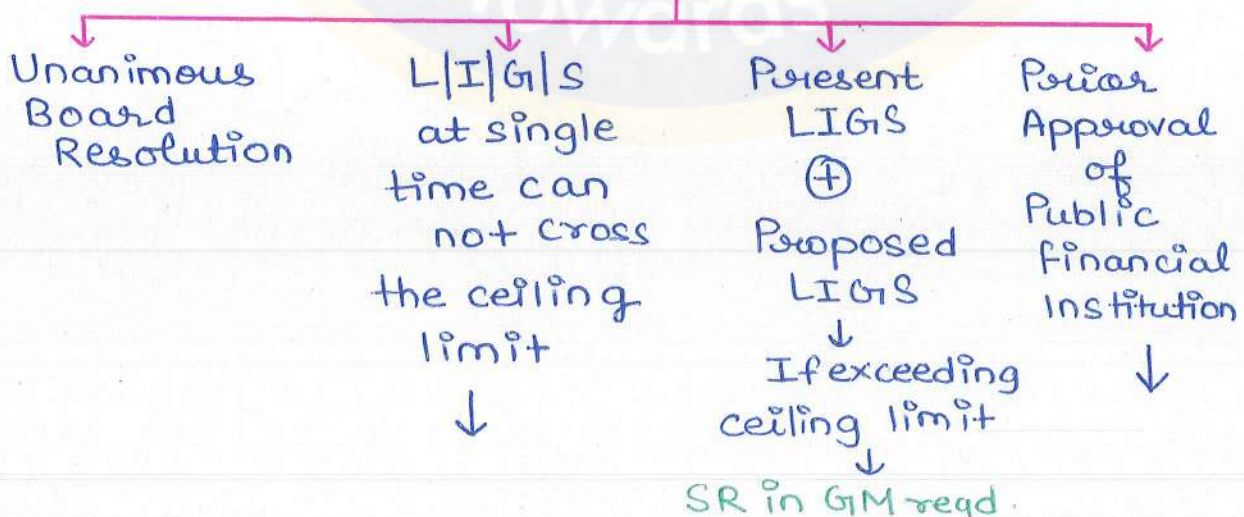 towards
Unanimous
Board
Resolution
L|I|G|S
at single
time can
not cross
the ceiling
limit
Present
LIGS
+
Proposed
LIGS
If exceeding
ceiling limit
SR in GM reqd.
Prior
Approval
of
Public
financial
Institution